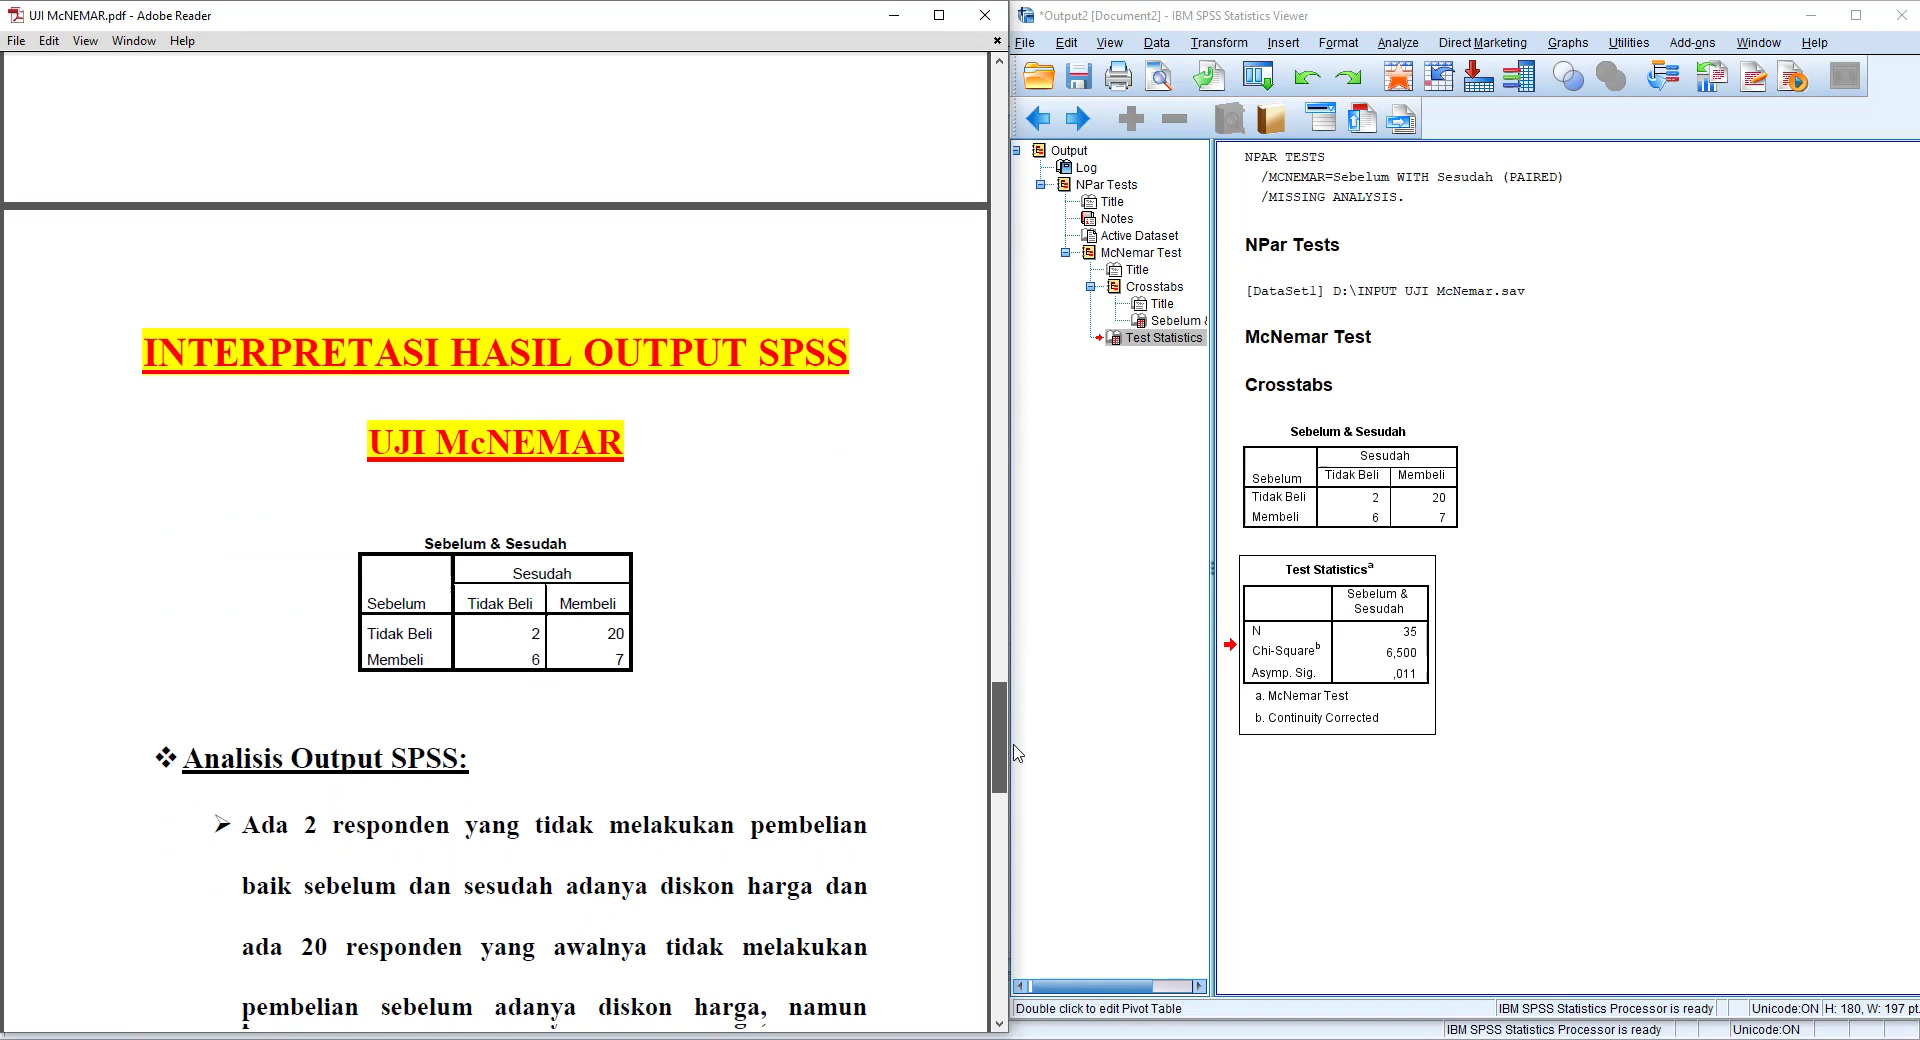 UJI McNEMAR.pdf - Adobe Reader
File Edit View Window Help
INTERPRETASI HASIL OUTPUT SPSS
UJI McNEMAR
Sebelum & Sesudah
Sesudah
Sebelum Tidak Beli Membeli
Tidak Beli 2 20
Membeli 6 7
❖ Analisis Output SPSS:
➢ Ada 2 responden yang tidak melakukan pembelian
baik sebelum dan sesudah adanya diskon harga dan
ada 20 responden yang awalnya tidak melakukan
pembelian sebelum adanya diskon harga, namun
*Output2 [Document2] - IBM SPSS Statistics Viewer
File Edit View Data Transform Insert Format Analyze Direct Marketing Graphs Utilities Add-ons Window Help
Output
Log
NPar Tests
Title
Notes
Active Dataset
McNemar Test
Title
Crosstabs
Title
Sebelum &
Test Statistics
NPAR TESTS
/MCNEMAR=Sebelum WITH Sesudah (PAIRED)
/MISSING ANALYSIS.
NPar Tests
[DataSet1] D:\INPUT UJI McNemar.sav
McNemar Test
Crosstabs
Sebelum & Sesudah
Sesudah
Sebelum Tidak Beli Membeli
Tidak Beli 2 20
Membeli 6 7
Test Statisticsa
Sebelum &
Sesudah
N 35
Chi-Squareb 6,500
Asymp. Sig. ,011
a. McNemar Test
b. Continuity Corrected
Double click to edit Pivot Table IBM SPSS Statistics Processor is ready Unicode:ON H: 180, W: 197 pt.
IBM SPSS Statistics Processor is ready Unicode:ON